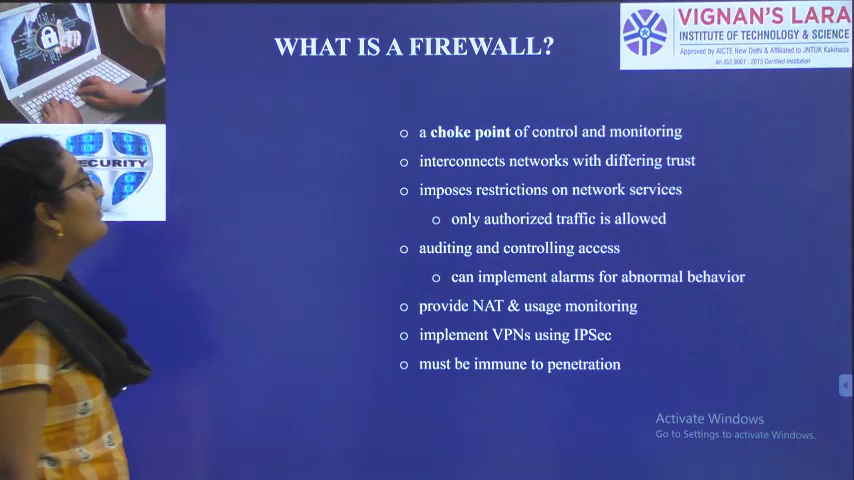 WHAT IS A FIREWALL?
VIGNAN'S LARA
INSTITUTE OF TECHNOLOGY & SCIENCE
Approved by AICTE New Delhi & Affiliated to JNTUK Kakinada
An ISO 9001 : 2015 Certified Institution
ECURITY
o a choke point of control and monitoring
o interconnects networks with differing trust
o imposes restrictions on network services
o only authorized traffic is allowed
o auditing and controlling access
o can implement alarms for abnormal behavior
o provide NAT & usage monitoring
o implement VPNs using IPSec
o must be immune to penetration
Activate Windows
Go to Settings to activate Windows.